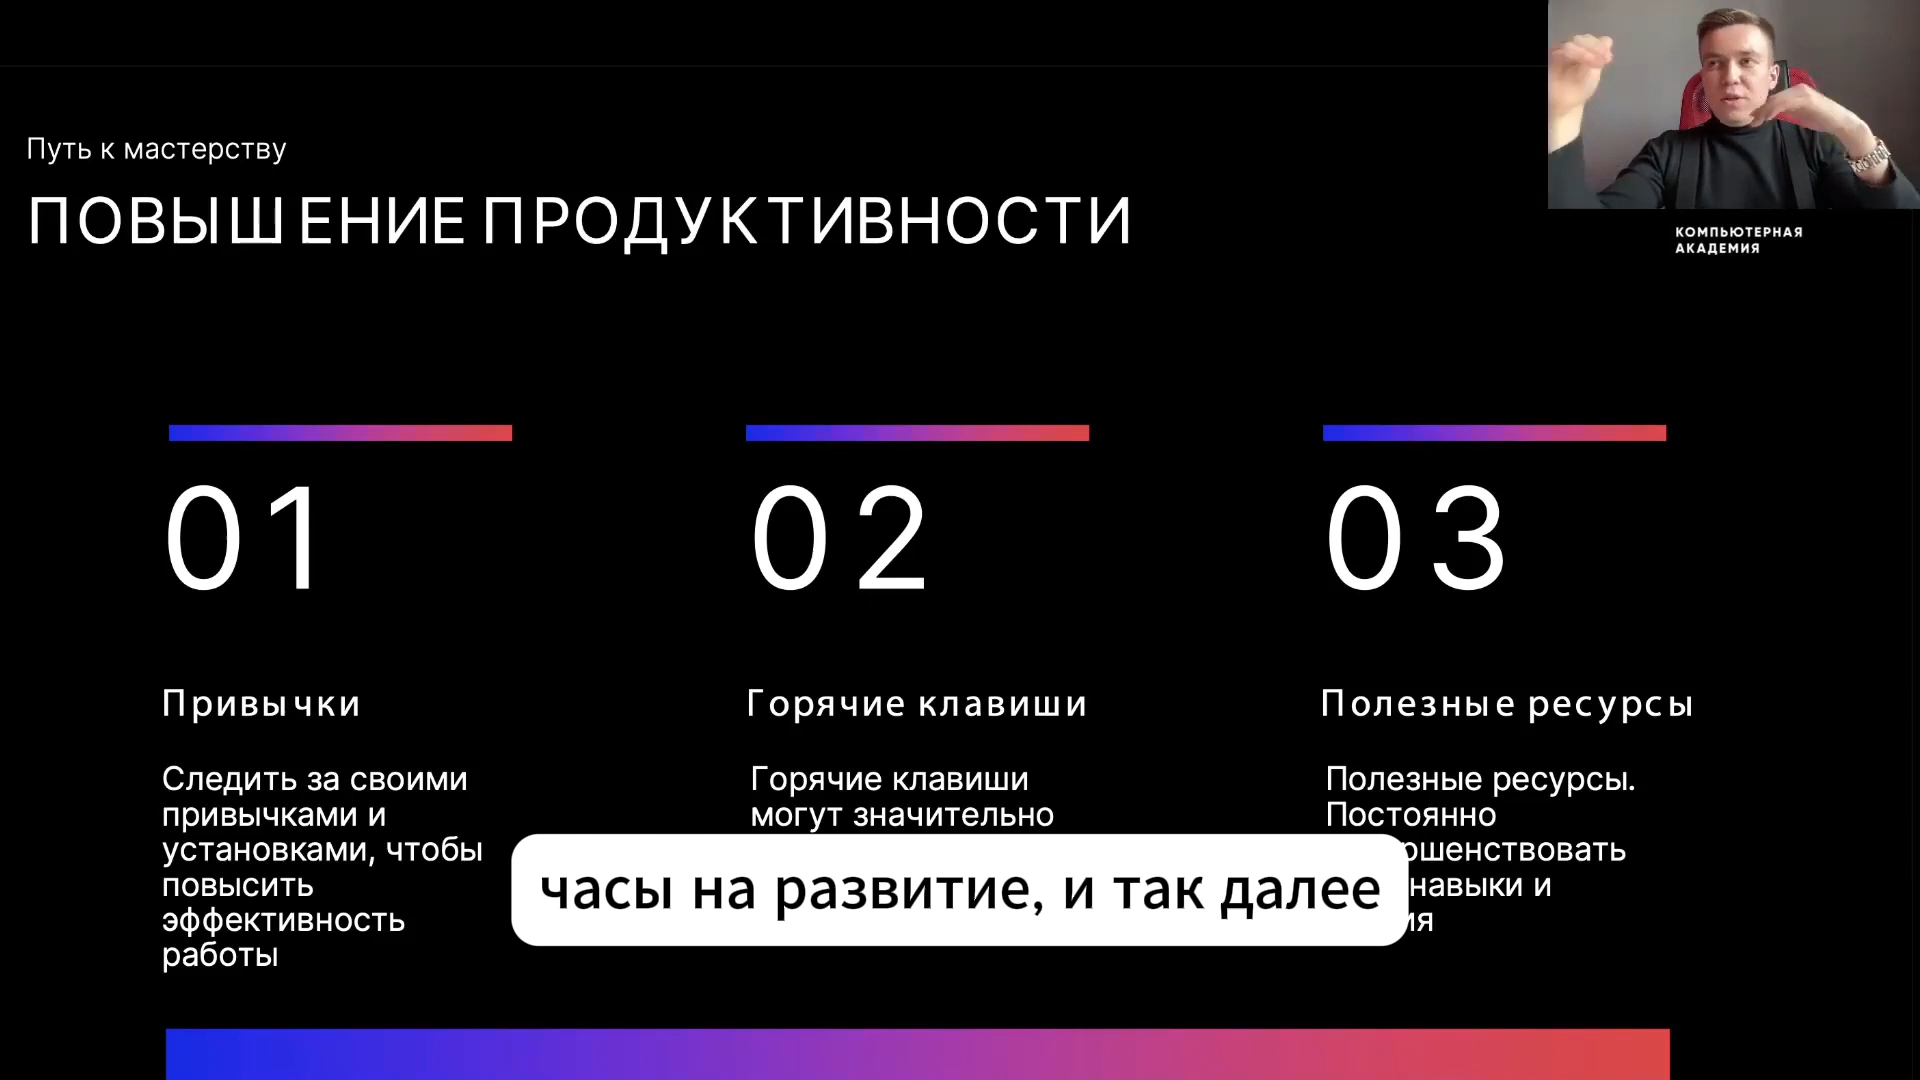 Путь к мастерству
ПОВЫШЕНИЕ ПРОДУКТИВНОСТИ
КОМПЬЮТЕРНАЯ
АКАДЕМИЯ
01
Привычки
Следить за своими
привычками и
установками, чтобы
повысить
эффективность
работы
02
Горячие клавиши
Горячие клавиши
могут значительно
03
Полезные ресурсы
Полезные ресурсы.
Постоянно
навыки и
часы на развитие, и так далее